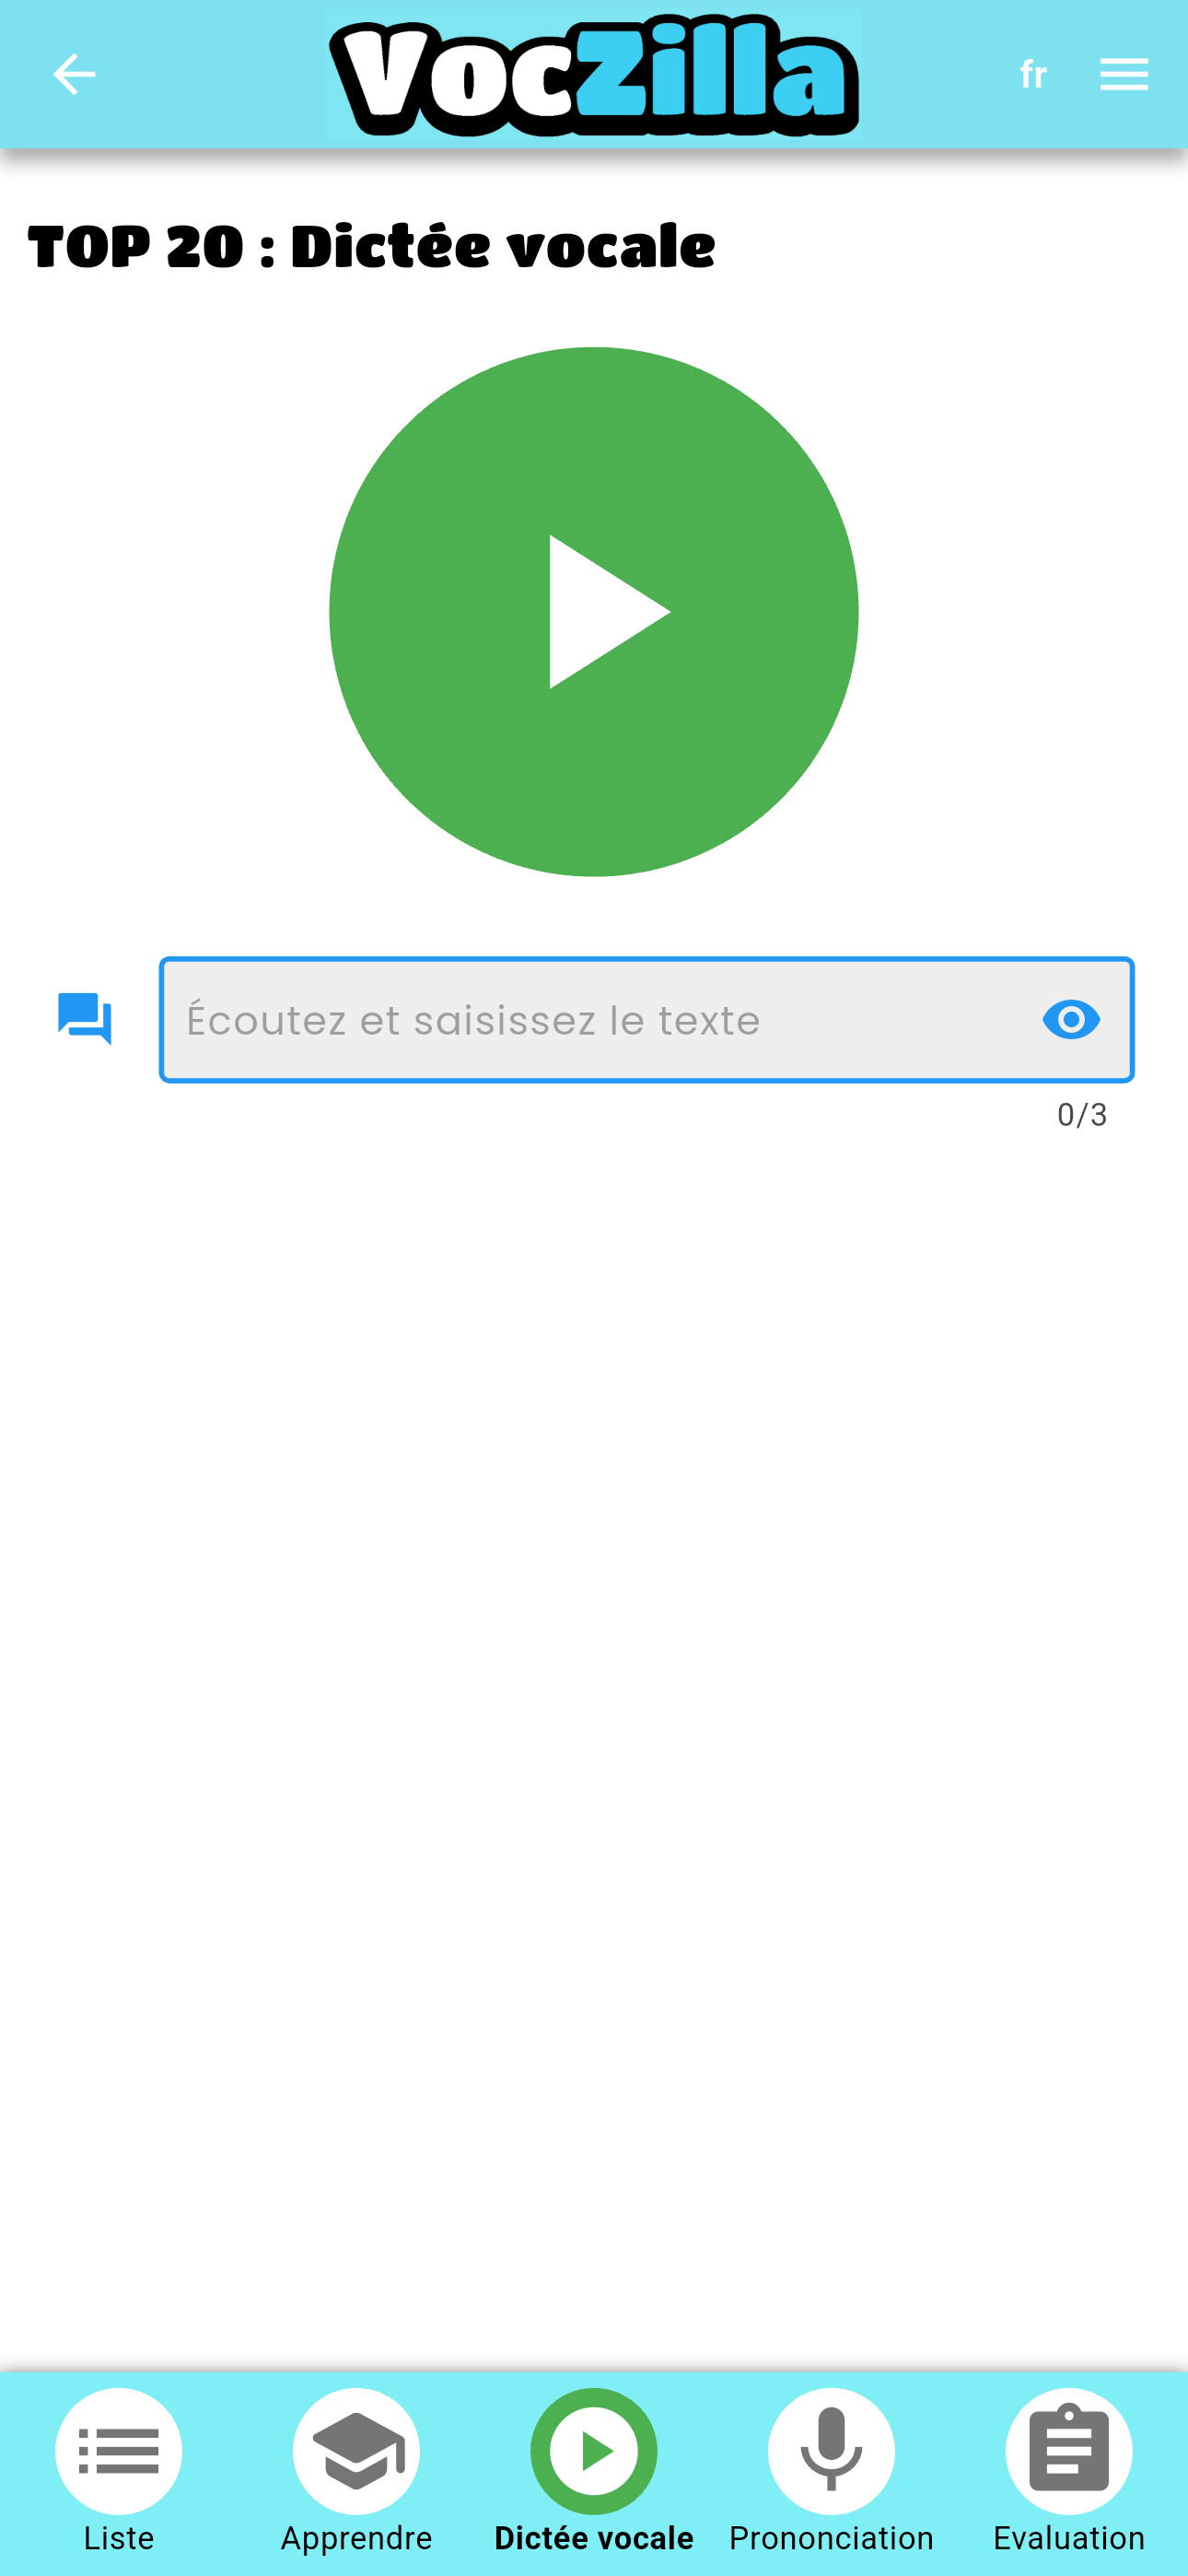 VocZilla
fr
TOP 20 : Dictée vocale
Écoutez et saisissez le texte
0/3
Liste
Apprendre
Dictée vocale
Prononciation
Evaluation